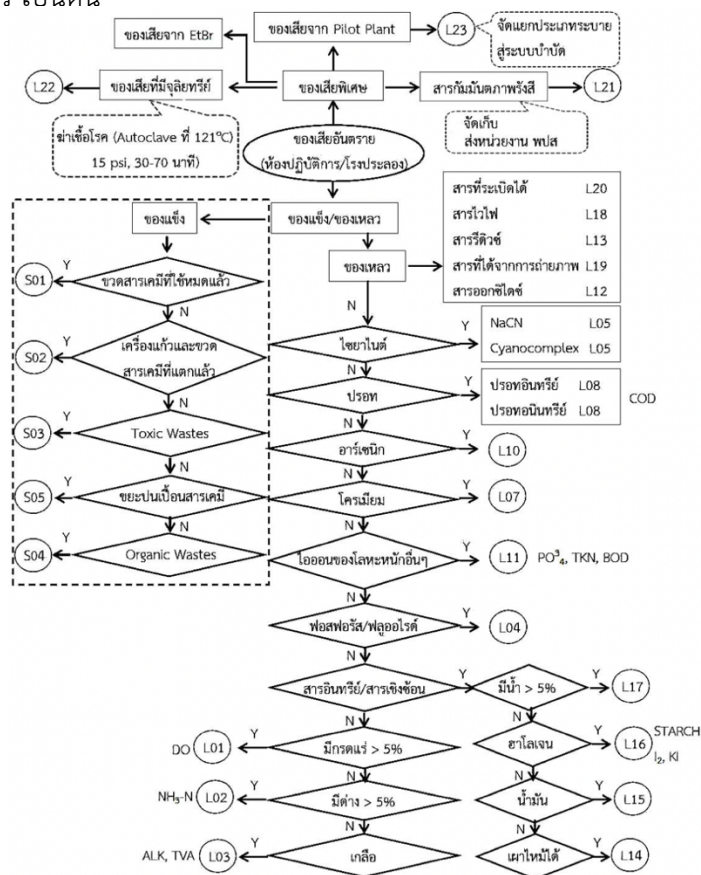 เป็นต้น
ของเสียจาก EtBr
ของเสียจาก Pilot Plant
L23
จัดแยกประเภทระบาย
สู่ระบบบำบัด
L22
ของเสียที่มีจุลิยทรีย์
ของเสียพิเศษ
สารกัมมันตภาพรังสี
L21
ฆ่าเชื้อโรค (Autoclave ที่ 121°C)
15 psi, 30-70 นาที)
จัดเก็บ
ส่งหน่วยงาน พปส
ของเสียอันตราย
(ห้องปฏิบัติการ/โรงประลอง)
ของแข็ง
ของแข็ง/ของเหลว
ของเหลว
สารที่ระเบิดได้ L20
สารไวไฟ L18
สารรีดิวซ์ L13
สารที่ได้จากการถ่ายภาพ L19
สารออกซิไดซ์ L12
Y
S01
ขวดสารเคมีที่ใช้หมดแล้ว
N
Y
S02
เครื่องแก้วและขวด
สารเคมีที่แตกแล้ว
N
Y
S03
Toxic Wastes
N
Y
S05
ขยะปนเปื้อนสารเคมี
N
Y
S04
Organic Wastes
N
ไซยาไนต์
Y
NaCN L05
Cyanocomplex L05
N
ปรอท
Y
ปรอทอินทรีย์ L08
ปรอทอนินทรีย์ L08
COD
N
อาร์เซนิก
Y
L10
N
โครเมียม
Y
L07
N
ไอออนของโลหะหนักอื่นๆ
Y
L11
PO³₄, TKN, BOD
N
ฟอสฟอรัส/ฟลูออไรด์
Y
L04
N
สารอินทรีย์/สารเชิงซ้อน
Y
มีน้ำ > 5%
Y
L17
N
N
DO
L01
Y
มีกรดแร่ > 5%
ฮาโลเจน
Y
L16
STARCH
I₂, KI
N
N
NH₃-N
L02
Y
มีด่าง > 5%
น้ำมัน
Y
L15
N
N
ALK, TVA
L03
Y
เกลือ
เผาไหม้ได้
Y
L14